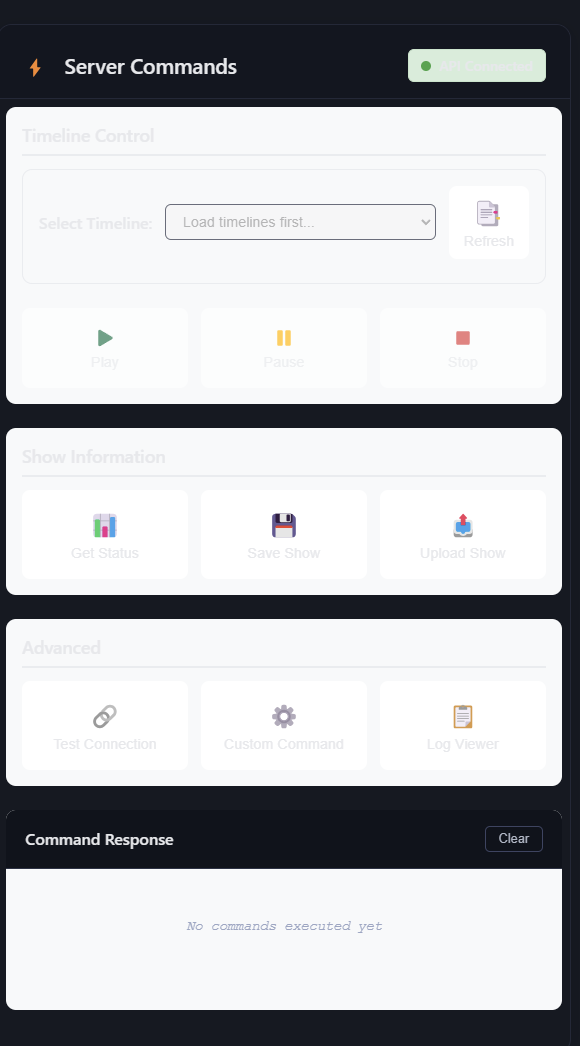 Server Commands
API Connected
Timeline Control
Select Timeline:
Load timelines first...
Refresh
Play
Pause
Stop
Show Information
Get Status
Save Show
Upload Show
Advanced
Test Connection
Custom Command
Log Viewer
Command Response
Clear
No commands executed yet